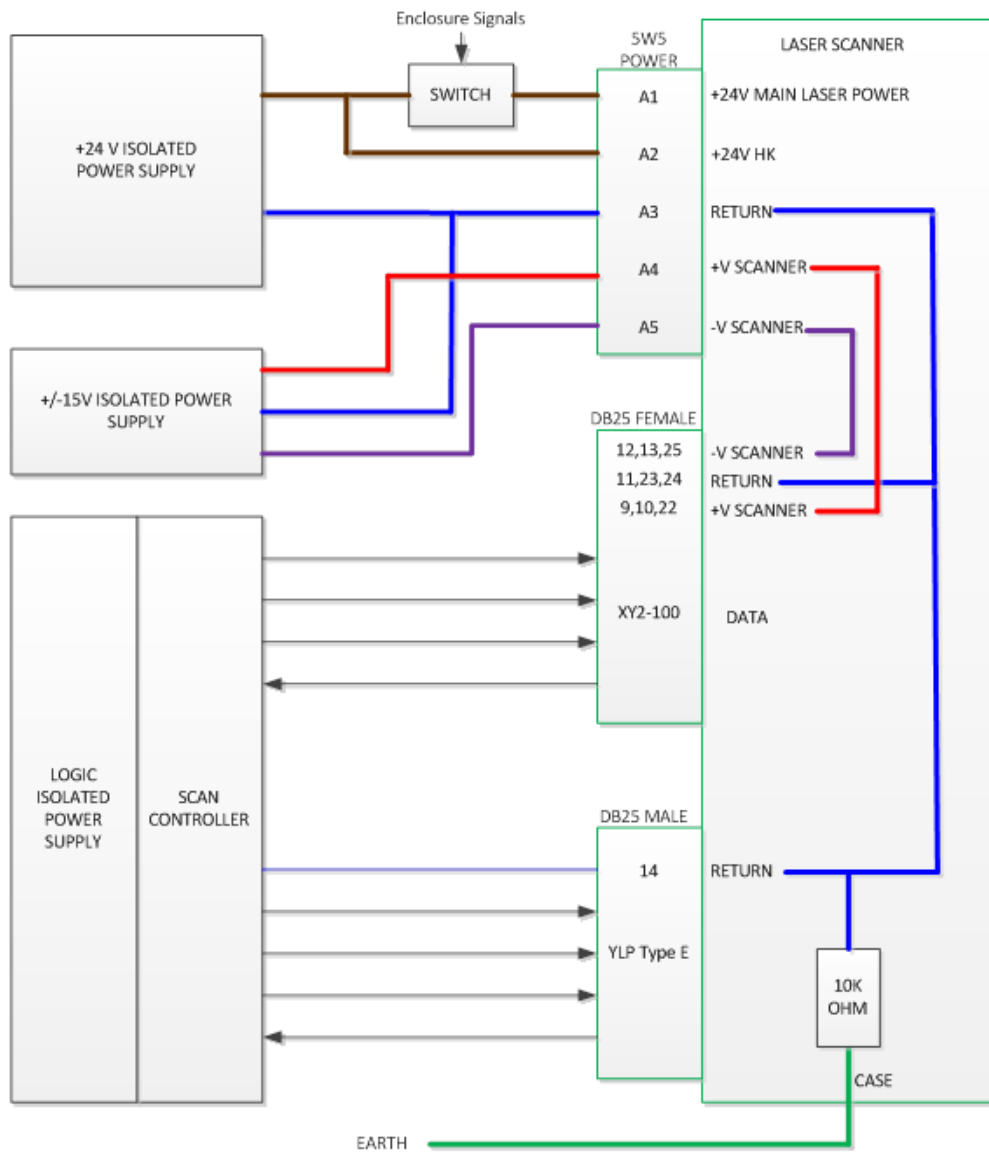 Enclosure Signals
5W5
POWER
LASER SCANNER
SWITCH
A1
+24V MAIN LASER POWER
+24 V ISOLATED
POWER SUPPLY
A2
+24V HK
A3
RETURN
A4
+V SCANNER
A5
-V SCANNER
+/-15V ISOLATED POWER
SUPPLY
DB25 FEMALE
12,13,25
-V SCANNER
11,23,24
RETURN
9,10,22
+V SCANNER
XY2-100
DATA
LOGIC
ISOLATED
POWER
SUPPLY
SCAN
CONTROLLER
DB25 MALE
14
RETURN
YLP Type E
10K
OHM
CASE
EARTH